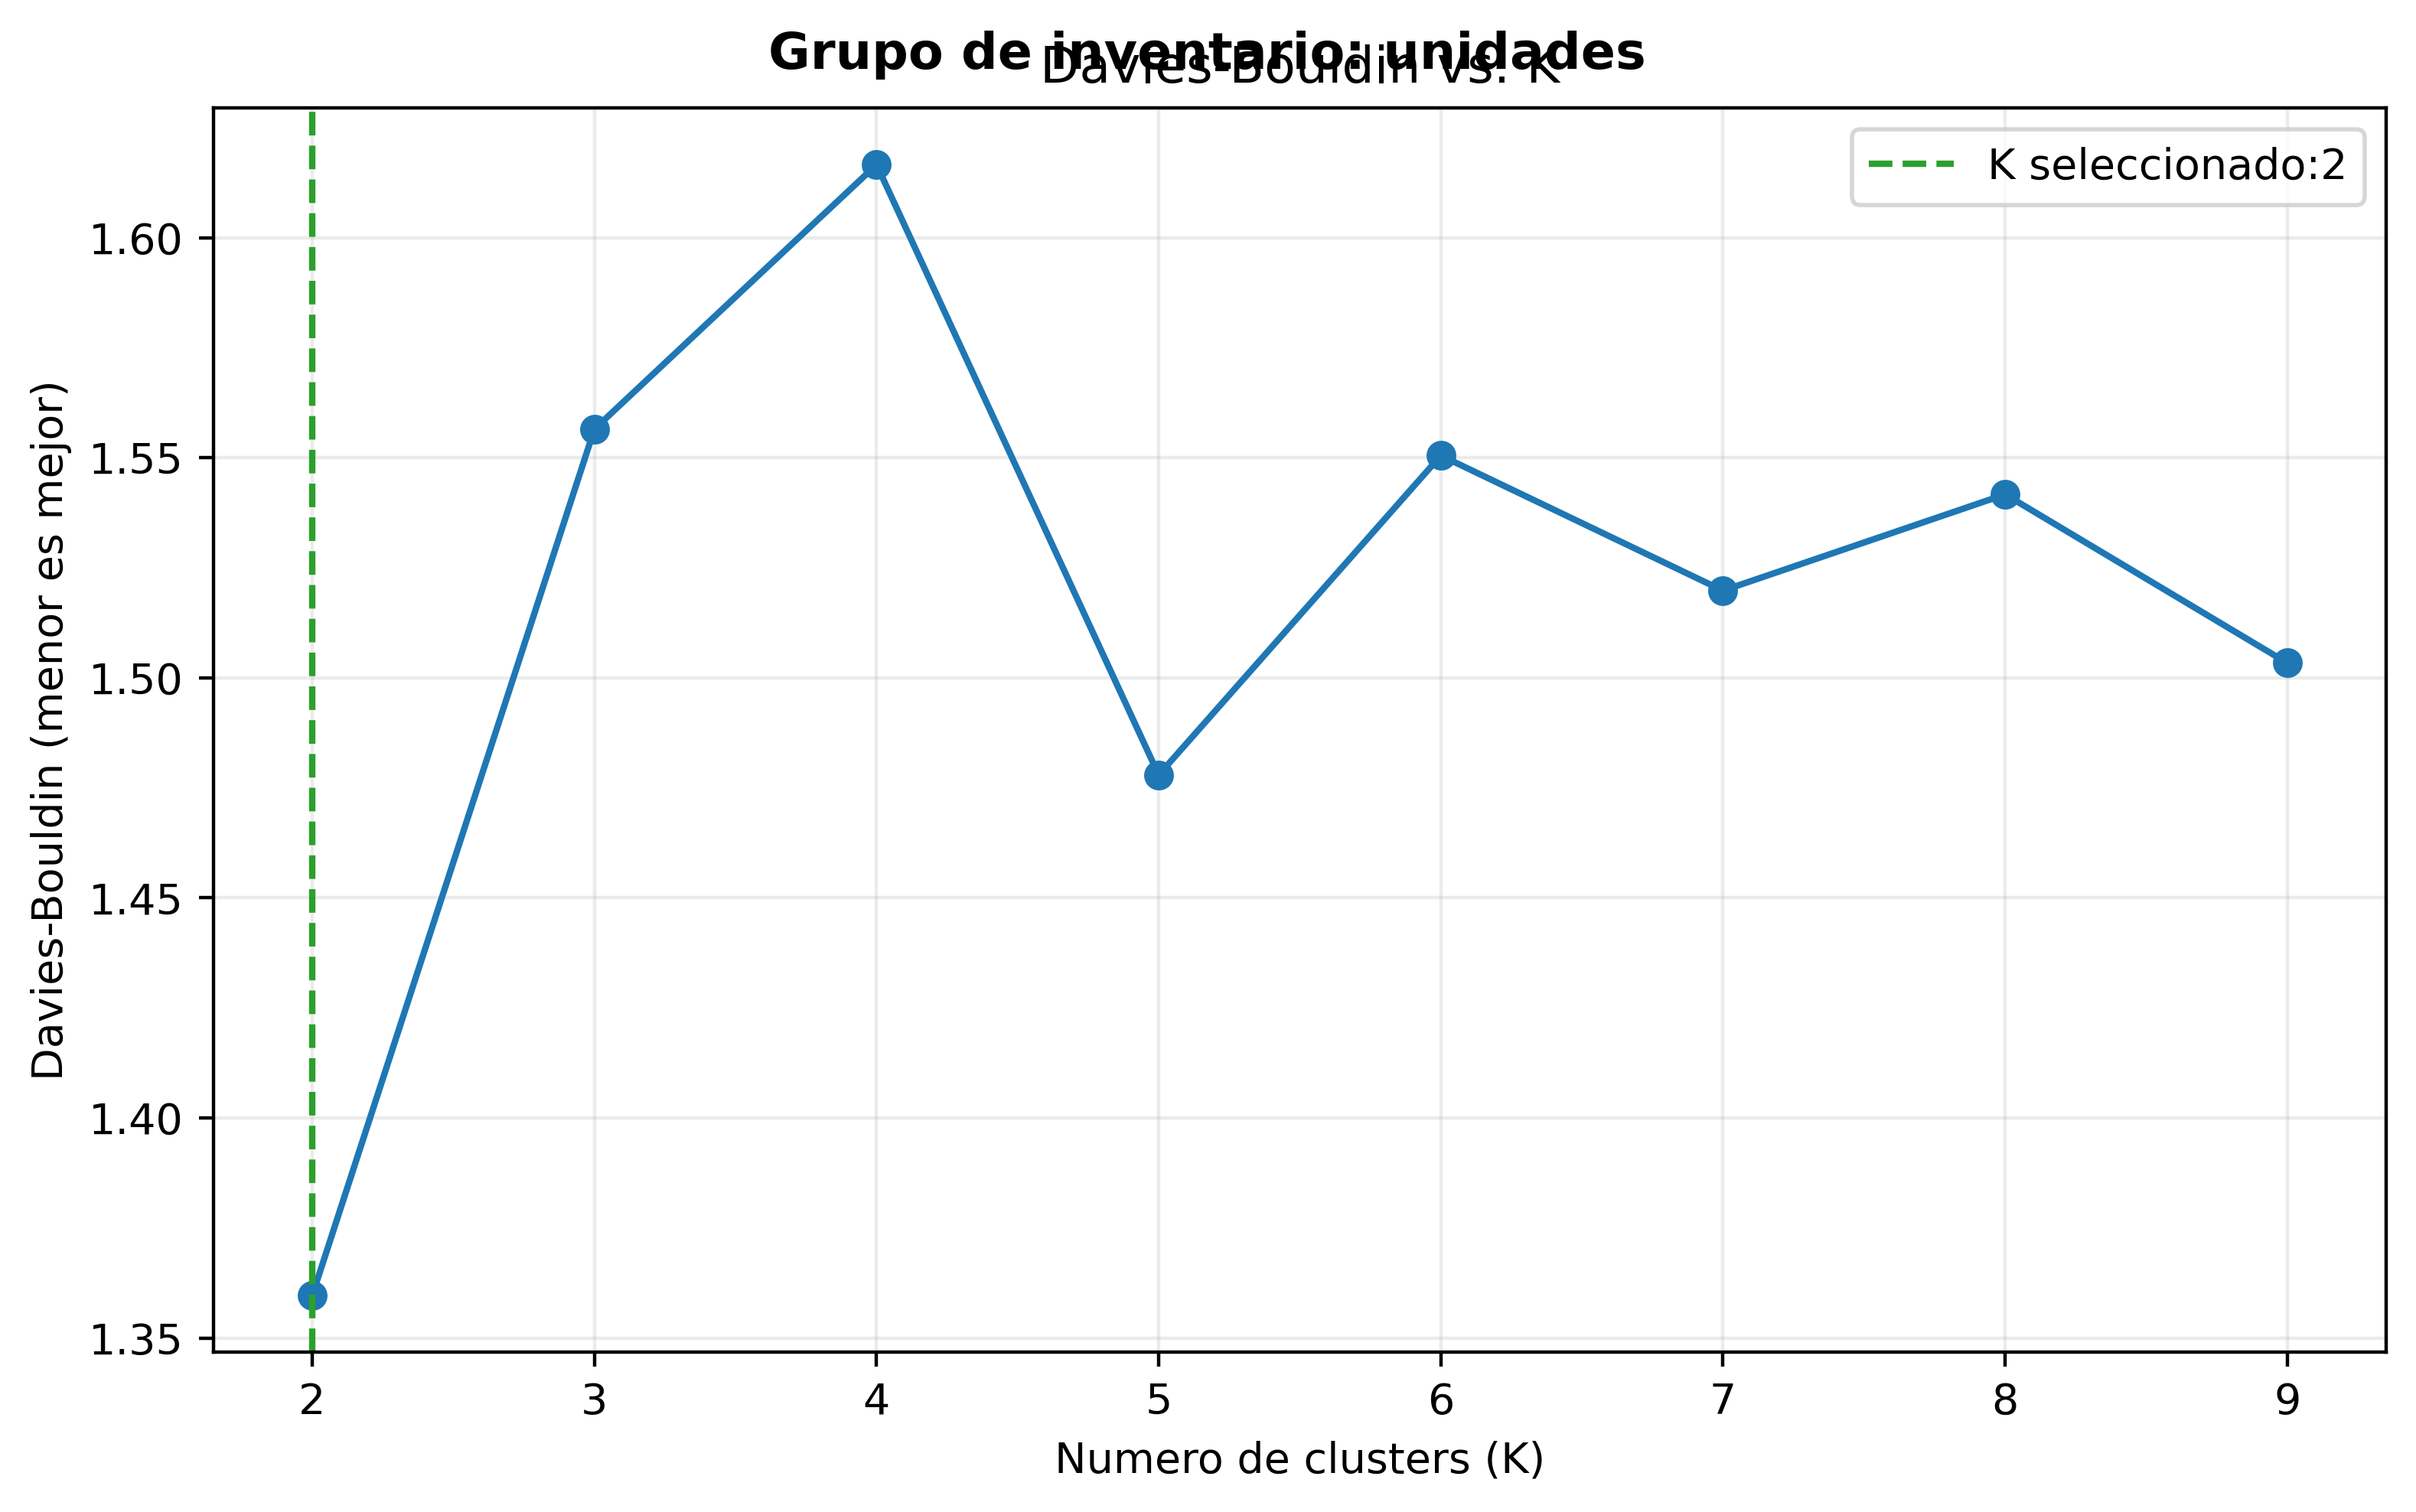 Grupo de inventario: unidades
Davies-Bouldin vs. K
K seleccionado:2
Davies-Bouldin (menor es mejor)
1.60
1.55
1.50
1.45
1.40
1.35
2 3 4 5 6 7 8 9
Numero de clusters (K)